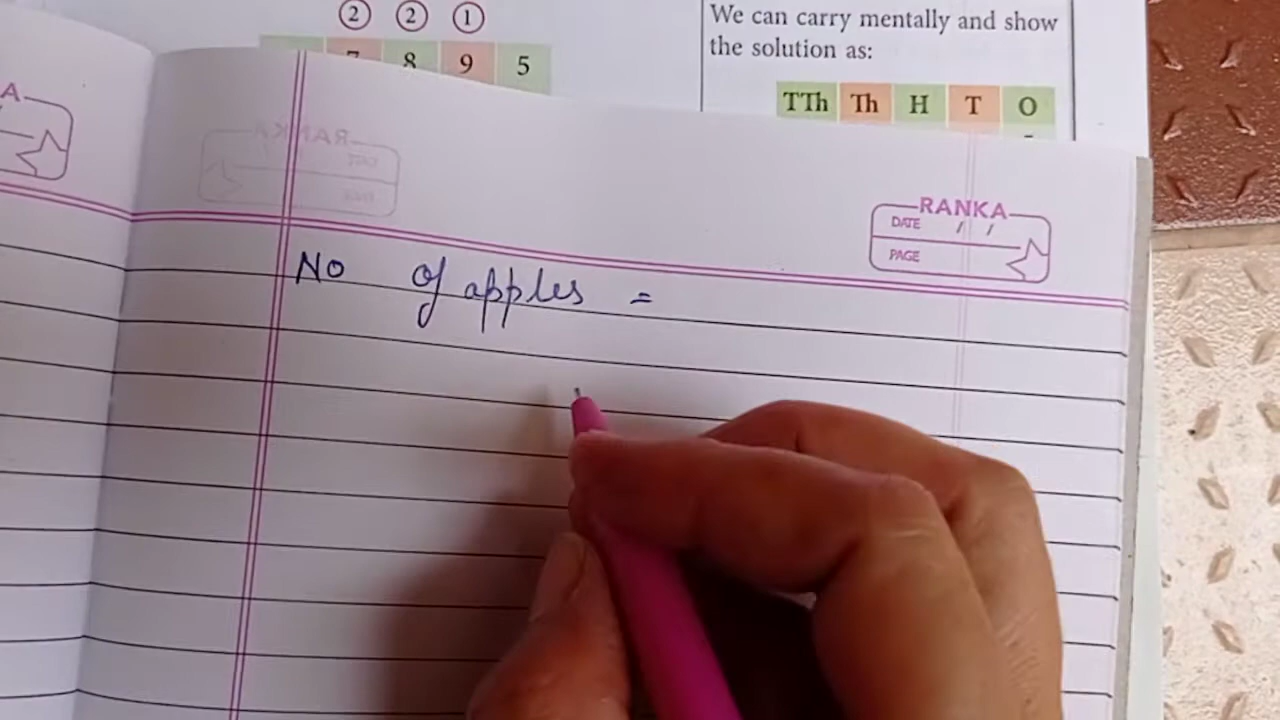 2 2 1
7 8 9 5
We can carry mentally and show
the solution as:
TTh Th H T O
RANKA
DATE / /
PAGE
No of apples =